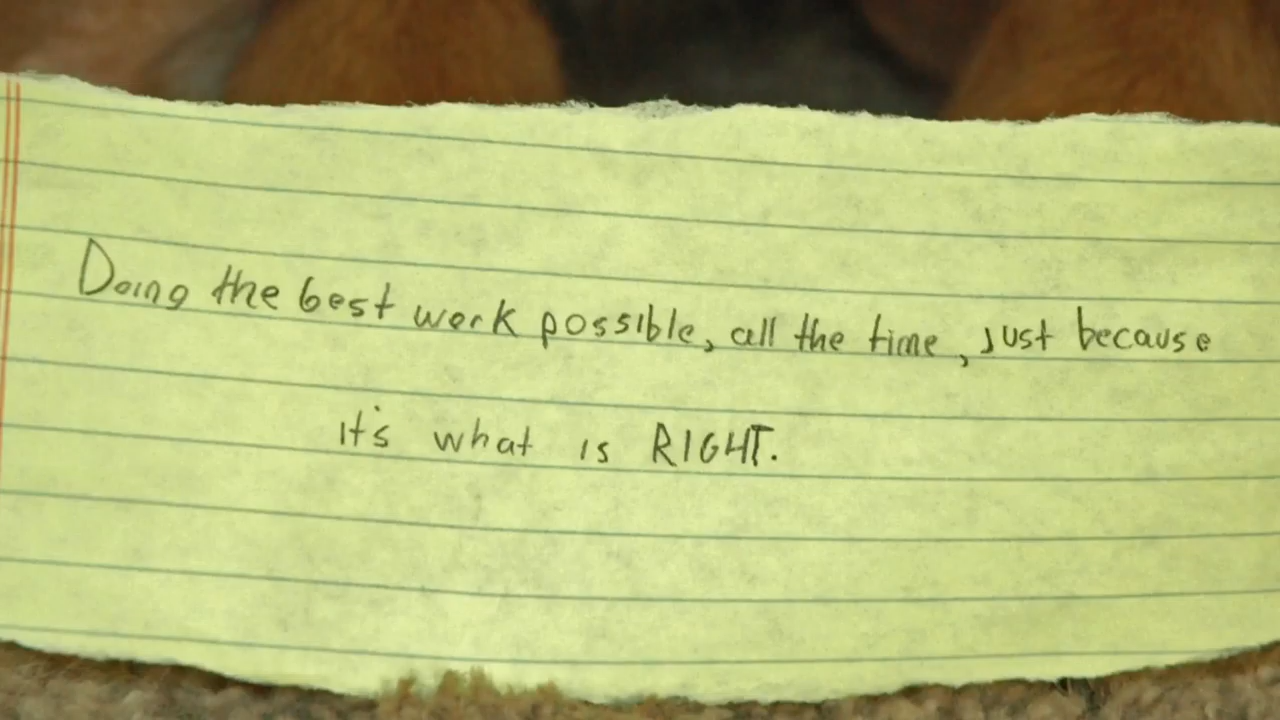 Doing the best work possible, all the time, just because
it's what is RIGHT.